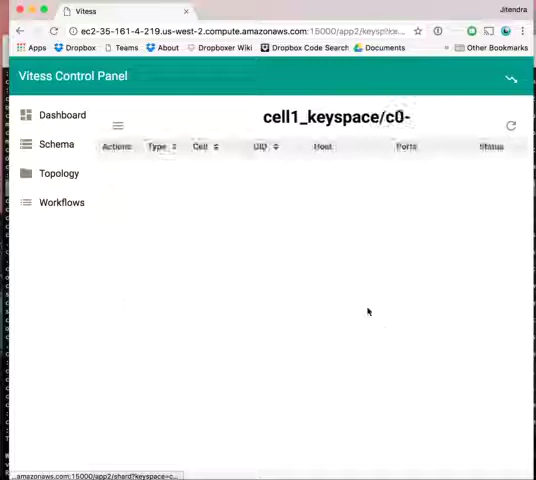 Vitess
Jitendra
ec2-35-161-4-219.us-west-2.compute.amazonaws.com:15000/app2/keysp
Apps Dropbox Teams About Dropboxer Wiki Dropbox Code Search Documents Other Bookmarks
Vitess Control Panel
Dashboard
Schema
Topology
Workflows
cell1_keyspace/c0-
Actions Type Cell UID Host Ports Status
...amazonaws.com:15000/app2/shard?keyspace=c...